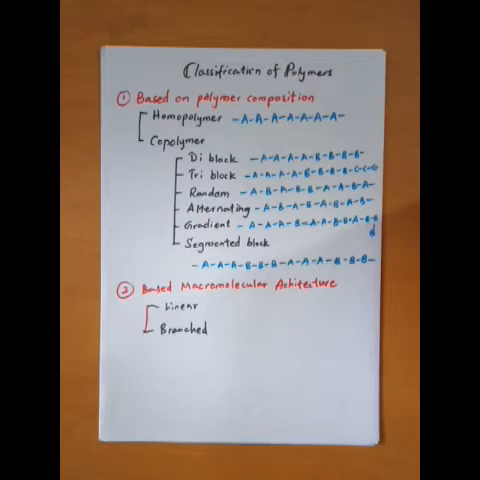 Classification of Polymers
① Based on polymer composition
Homopolymer -A-A-A-A-A-A-A-
Copolymer
Di block -A-A-A-A-B-B-B-B-
Tri block -A-A-A-A-B-B-B-B-C-C-C
Random -A-B-A-B-B-A-A-B-A-
Alternating -A-B-A-B-A-B-A-B-
Gradient -A-A-A-B-A-A-B-B-A-B-B
B
Segmented block
-A-A-A-B-B-B-A-A-A-B-B-B-
② Based Macromolecular Achitecture
Linear
Branched